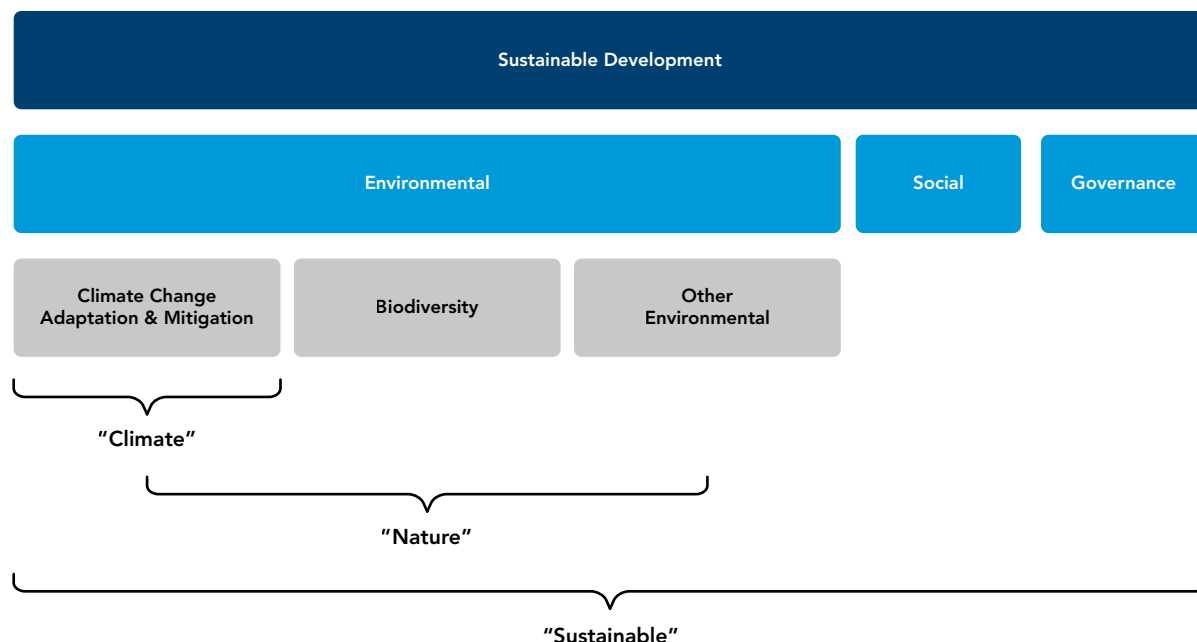 Sustainable Development
Environmental
Social
Governance
Climate Change
Adaptation & Mitigation
Biodiversity
Other
Environmental
"Climate"
"Nature"
"Sustainable"